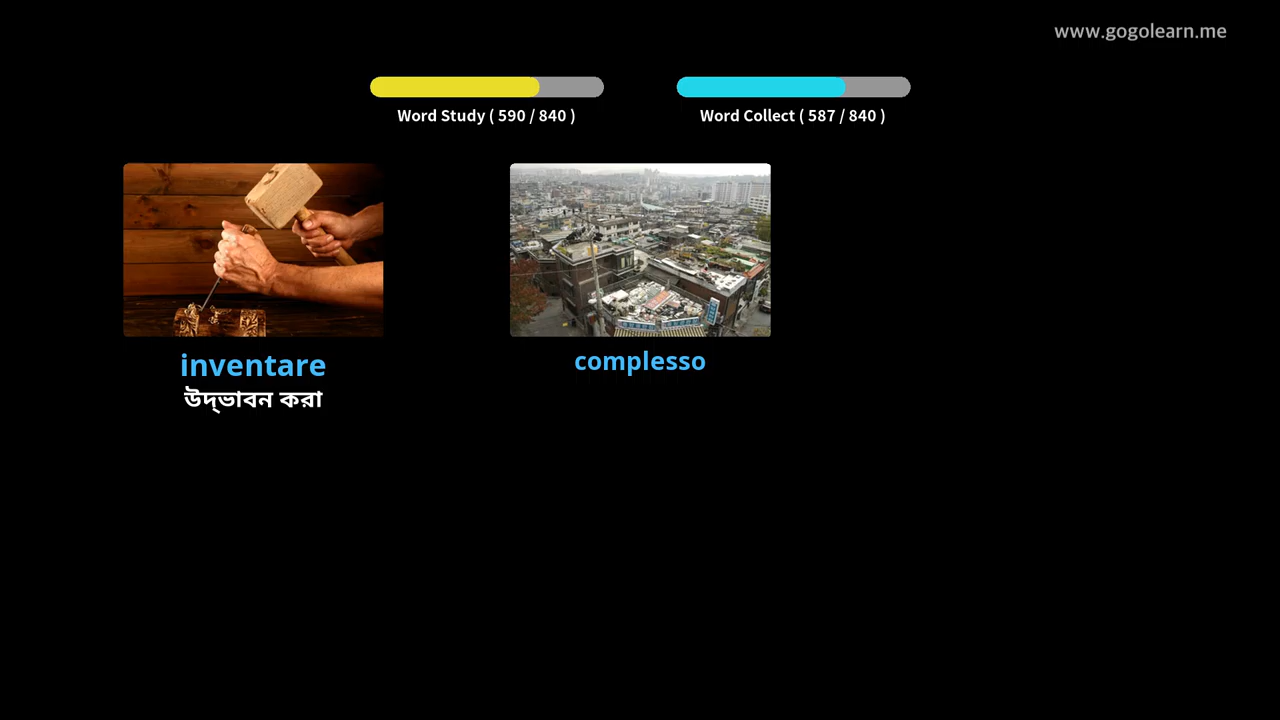 www.gogolearn.me
Word Study ( 590 / 840 )
Word Collect ( 587 / 840 )
inventare
উদ্‌ভাবন করা
complesso